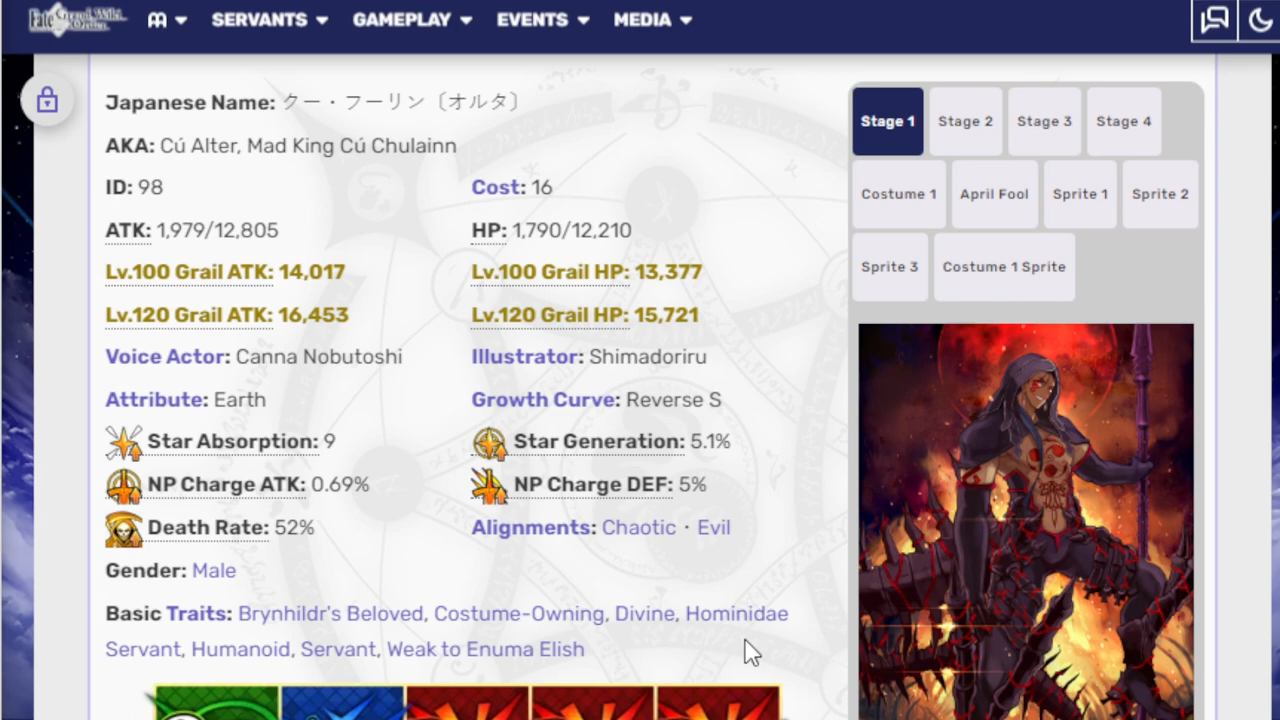 Fate Grand Wiki Order
SERVANTS GAMEPLAY EVENTS MEDIA
Japanese Name: クー・フーリン〔オルタ〕
AKA: Cú Alter, Mad King Cú Chulainn
ID: 98 Cost: 16
ATK: 1,979/12,805 HP: 1,790/12,210
Lv.100 Grail ATK: 14,017 Lv.100 Grail HP: 13,377
Lv.120 Grail ATK: 16,453 Lv.120 Grail HP: 15,721
Voice Actor: Canna Nobutoshi Illustrator: Shimadoriru
Attribute: Earth Growth Curve: Reverse S
Star Absorption: 9 Star Generation: 5.1%
NP Charge ATK: 0.69% NP Charge DEF: 5%
Death Rate: 52% Alignments: Chaotic・Evil
Gender: Male
Basic Traits: Brynhildr's Beloved, Costume-Owning, Divine, Hominidae
Servant, Humanoid, Servant, Weak to Enuma Elish
Stage 1 Stage 2 Stage 3 Stage 4
Costume 1 April Fool Sprite 1 Sprite 2
Sprite 3 Costume 1 Sprite